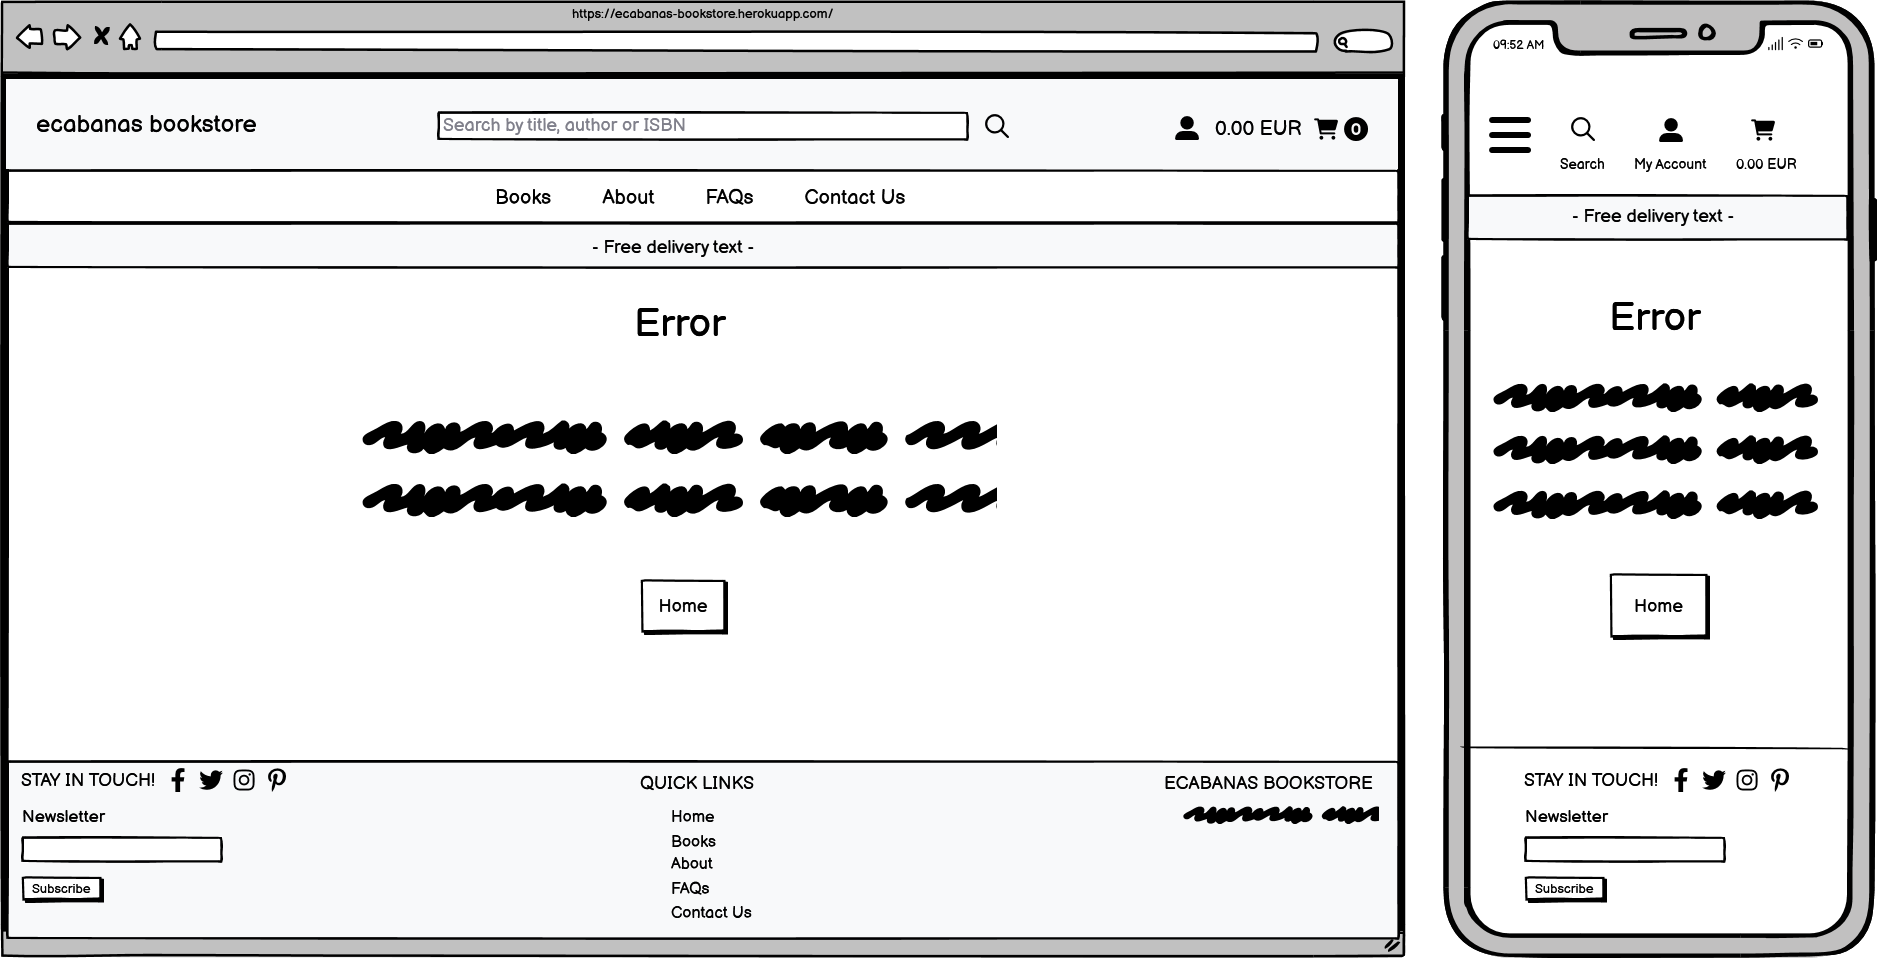 https://ecabanas-bookstore.herokuapp.com/
ecabanas bookstore
Search by title, author or ISBN
0.00 EUR
0
Books About FAQs Contact Us
- Free delivery text -
Error
Home
STAY IN TOUCH!
Newsletter
Subscribe
QUICK LINKS
Home
Books
About
FAQs
Contact Us
ECABANAS BOOKSTORE
09:52 AM
Search
My Account
0.00 EUR
- Free delivery text -
Error
Home
STAY IN TOUCH!
Newsletter
Subscribe